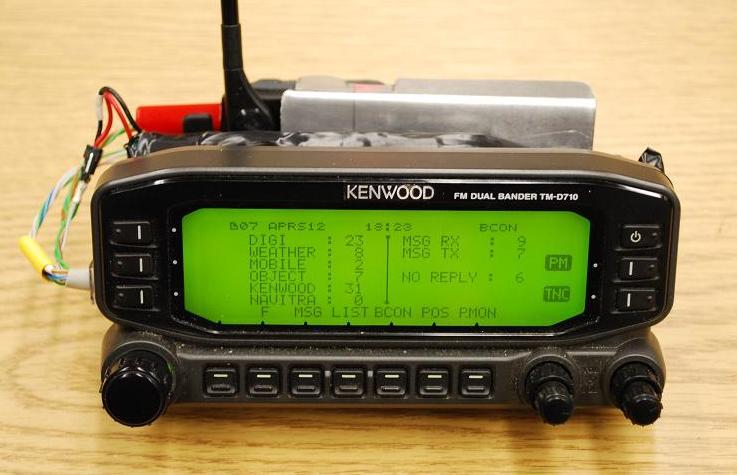 KENWOOD FM DUAL BANDER TM-D710
B07 APRS12 18:23 BCON
DIGI : 23 MSG RX : 9
WEATHER : 8 MSG TX : 7
MOBILE : 2 PM
OBJECT : 7 NO REPLY : 6
KENWOOD : 31 TNC
NAVITRA : 0
F MSG LIST BCON POS PMON